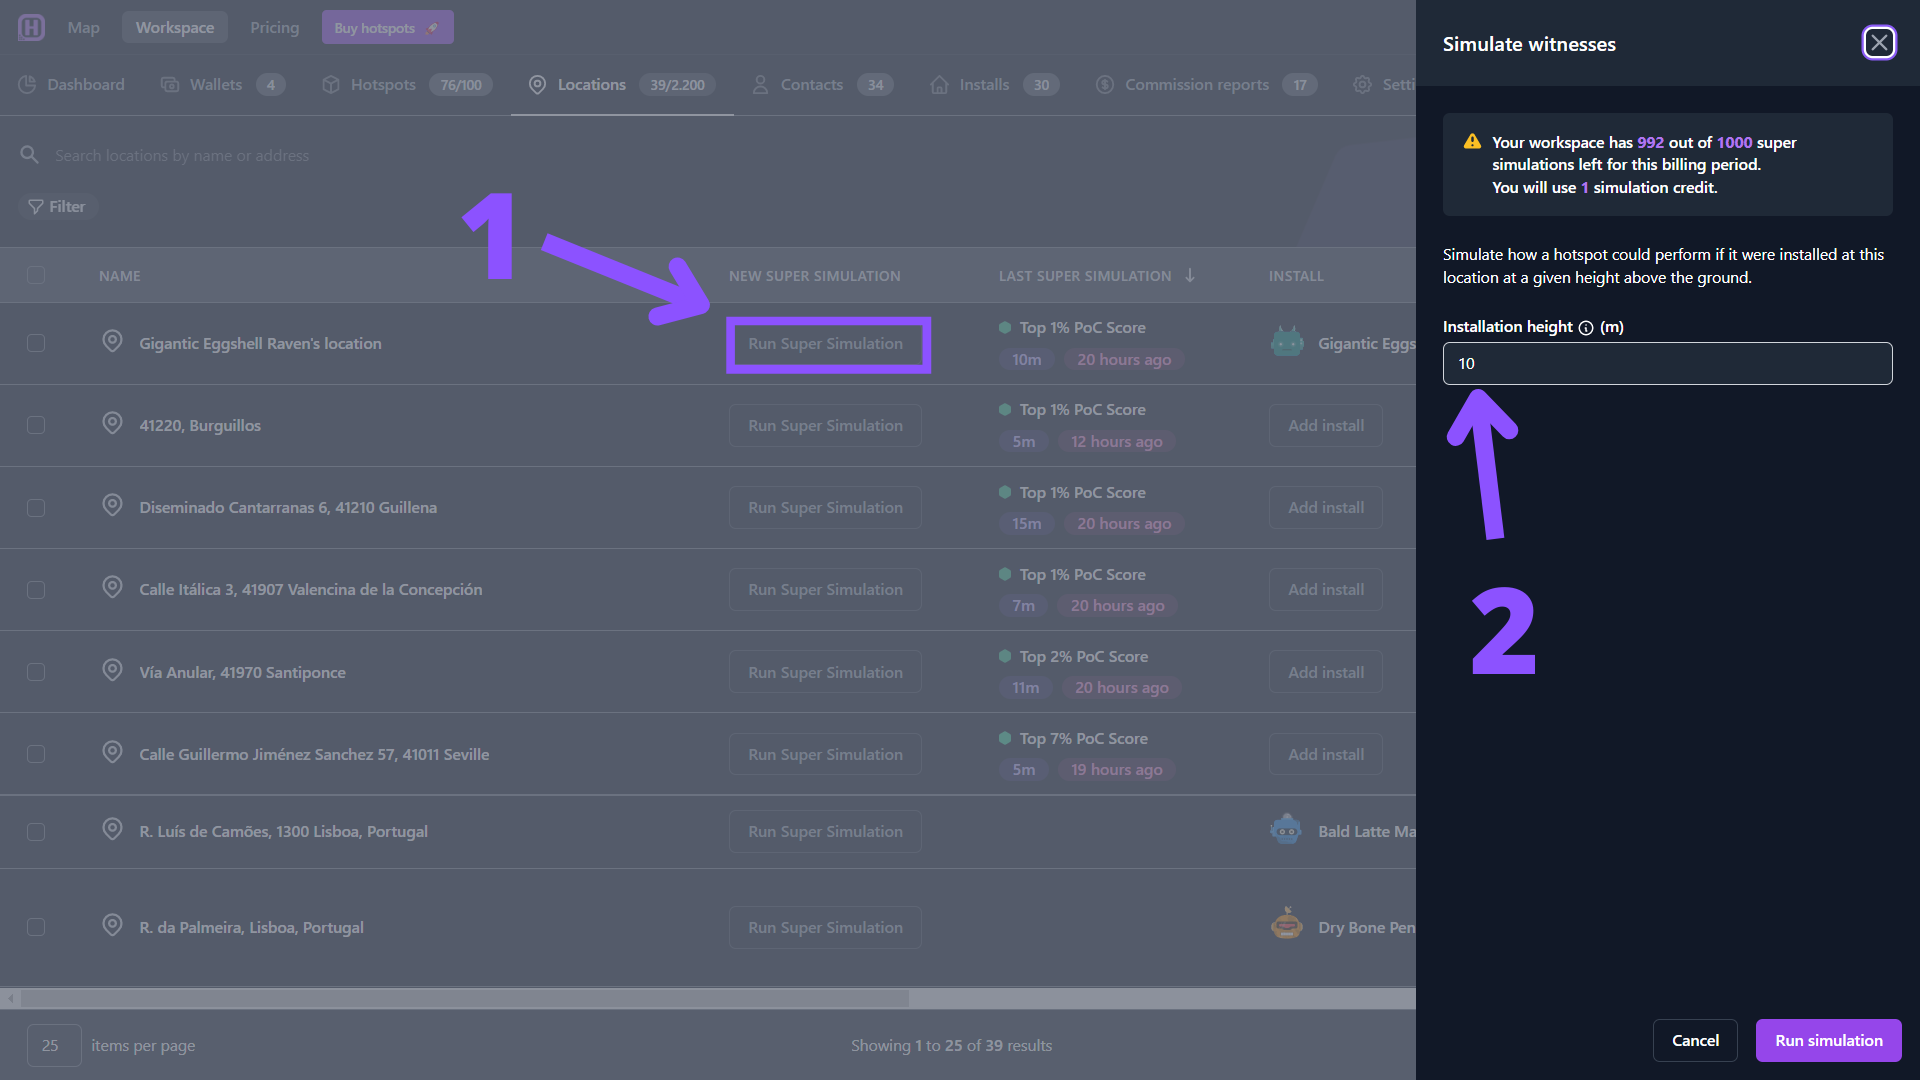 H Map Workspace Pricing Buy hotspots
Dashboard Wallets 4 Hotspots 76/100 Locations 39/2.200 Contacts 34 Installs 30 Commission reports 17 Setti
Search locations by name or address
Filter
1
NAME NEW SUPER SIMULATION LAST SUPER SIMULATION INSTALL
Gigantic Eggshell Raven's location Run Super Simulation Top 1% PoC Score Gigantic Eggs
10m 20 hours ago
41220, Burguillos Run Super Simulation Top 1% PoC Score Add install
5m 12 hours ago
Diseminado Cantarranas 6, 41210 Guillena Run Super Simulation Top 1% PoC Score Add install
15m 20 hours ago
Calle Itálica 3, 41907 Valencina de la Concepción Run Super Simulation Top 1% PoC Score Add install
7m 20 hours ago
Vía Anular, 41970 Santiponce Run Super Simulation Top 2% PoC Score Add install
11m 20 hours ago
Calle Guillermo Jiménez Sanchez 57, 41011 Seville Run Super Simulation Top 7% PoC Score Add install
5m 19 hours ago
R. Luís de Camões, 1300 Lisboa, Portugal Run Super Simulation Bald Latte Ma
R. da Palmeira, Lisboa, Portugal Run Super Simulation Dry Bone Pen
25 items per page Showing 1 to 25 of 39 results
Simulate witnesses
Your workspace has 992 out of 1000 super
simulations left for this billing period.
You will use 1 simulation credit.
Simulate how a hotspot could perform if it were installed at this
location at a given height above the ground.
Installation height (m)
10
2
Cancel Run simulation